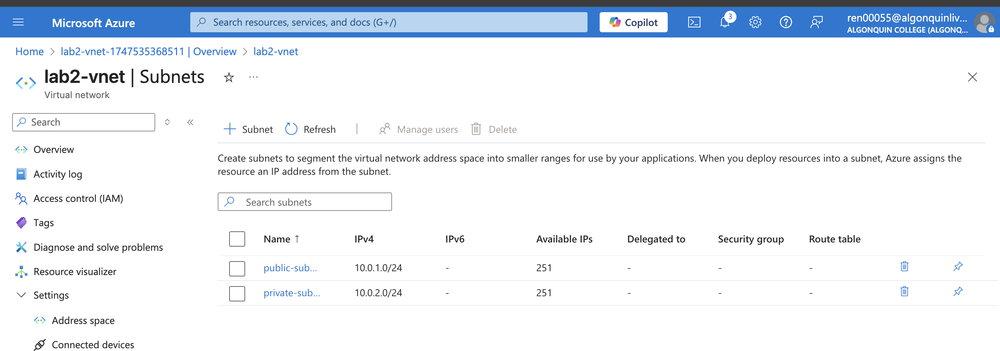 Microsoft Azure
Search resources, services, and docs (G+/)
Copilot
3
ren00055@algonquinliv...
ALGONQUIN COLLEGE (ALGONQ...
Home > lab2-vnet-1747535368511 | Overview > lab2-vnet
lab2-vnet | Subnets
Virtual network
Search
Overview
Activity log
Access control (IAM)
Tags
Diagnose and solve problems
Resource visualizer
Settings
Address space
Connected devices
Subnet Refresh Manage users Delete
Create subnets to segment the virtual network address space into smaller ranges for use by your applications. When you deploy resources into a subnet, Azure assigns the
resource an IP address from the subnet.
Search subnets
Name ↑ IPv4 IPv6 Available IPs Delegated to Security group Route table
public-sub... 10.0.1.0/24 - 251 - - -
private-sub... 10.0.2.0/24 - 251 - - -